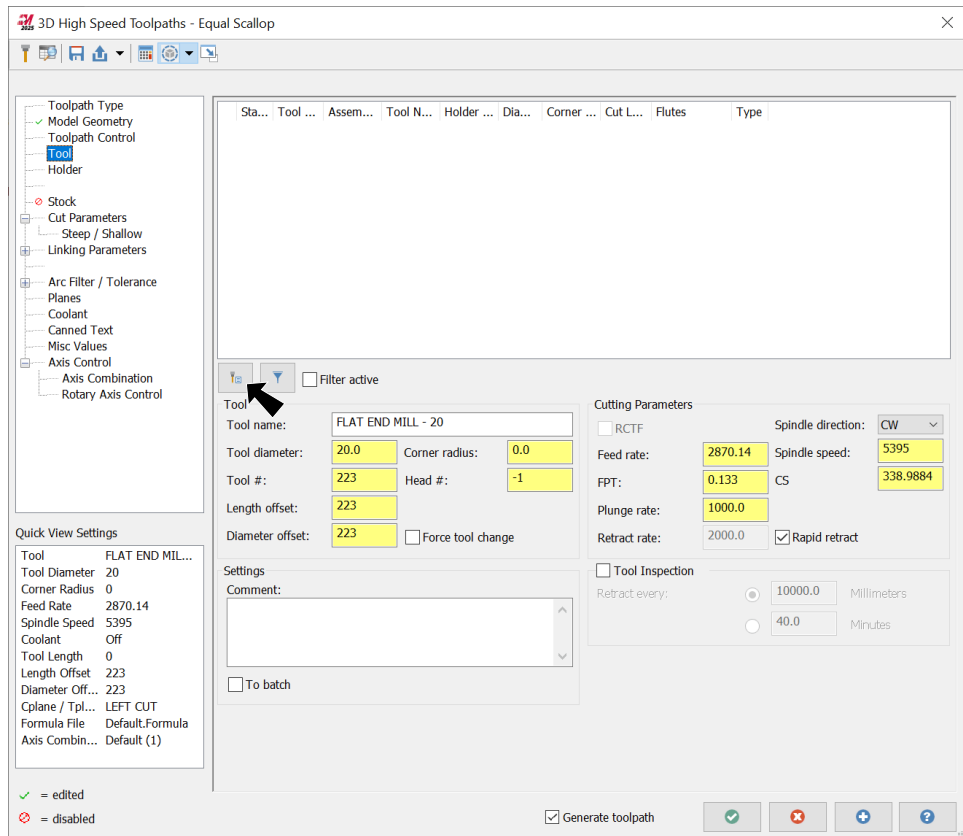 2025
3D High Speed Toolpaths - Equal Scallop
Toolpath Type
Model Geometry
Toolpath Control
Tool
Holder
Stock
Cut Parameters
Steep / Shallow
Linking Parameters
Arc Filter / Tolerance
Planes
Coolant
Canned Text
Misc Values
Axis Control
Axis Combination
Rotary Axis Control
Quick View Settings
Tool FLAT END MIL...
Tool Diameter 20
Corner Radius 0
Feed Rate 2870.14
Spindle Speed 5395
Coolant Off
Tool Length 0
Length Offset 223
Diameter Off... 223
Cplane / Tpl... LEFT CUT
Formula File Default.Formula
Axis Combin... Default (1)
= edited
= disabled
Sta... Tool ... Assem... Tool N... Holder ... Dia... Corner ... Cut L... Flutes Type
Filter active
Tool
Tool name: FLAT END MILL - 20
Tool diameter: 20.0 Corner radius: 0.0
Tool #: 223 Head #: -1
Length offset: 223
Diameter offset: 223 Force tool change
Cutting Parameters
RCTF Spindle direction: CW
Feed rate: 2870.14 Spindle speed: 5395
FPT: 0.133 CS 338.9884
Plunge rate: 1000.0
Retract rate: 2000.0 Rapid retract
Settings
Comment:
To batch
Tool Inspection
Retract every: 10000.0 Millimeters
40.0 Minutes
Generate toolpath